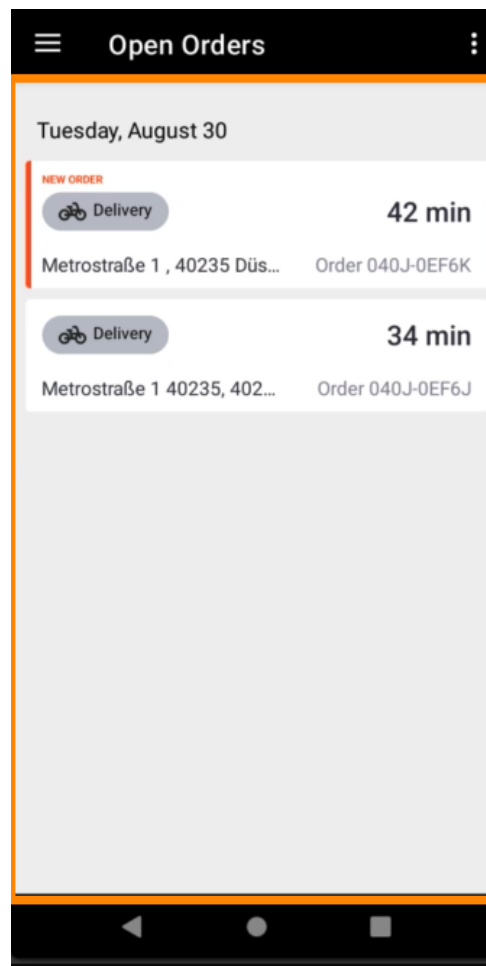 Open Orders
Tuesday, August 30
NEW ORDER
Delivery
42 min
Metrostraße 1 , 40235 Düs... Order 040J-0EF6K
Delivery
34 min
Metrostraße 1 40235, 402... Order 040J-0EF6J